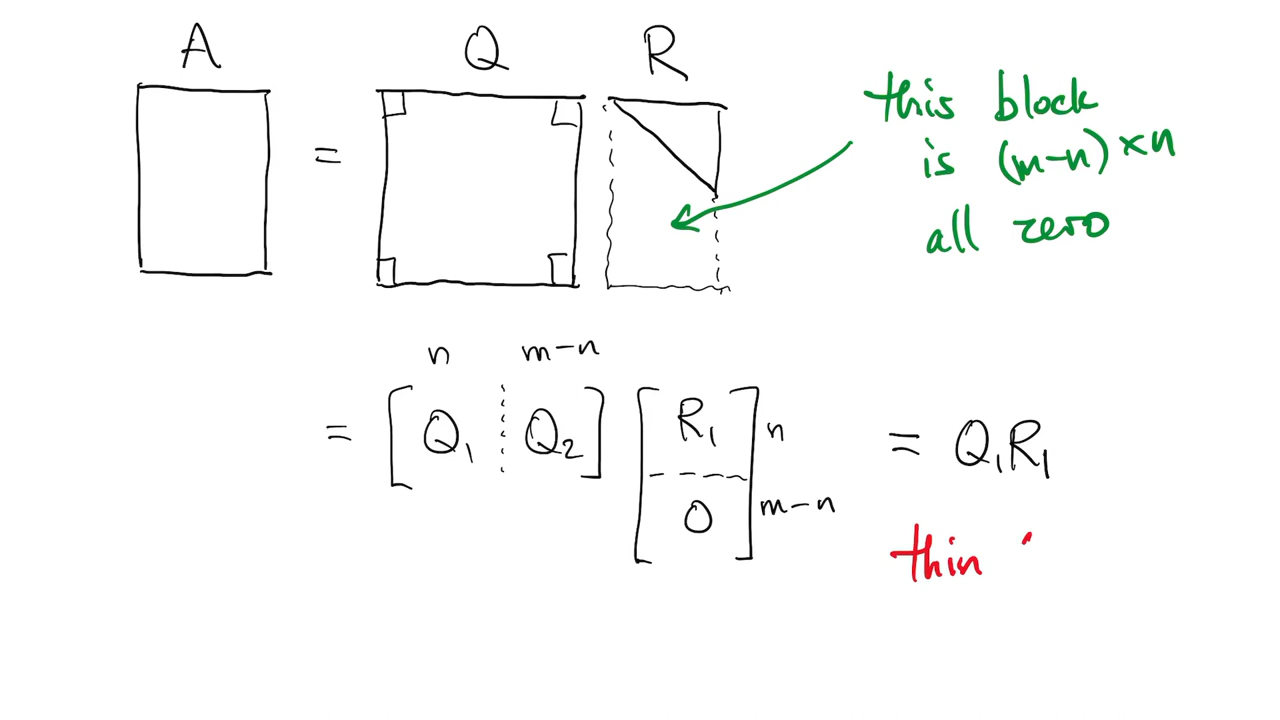 A = Q R
this block
is (m-n) × n
all zero
n m-n
= [ Q₁ ⋮ Q₂ ] [ R₁ n = Q₁R₁
0 ] m-n
thin